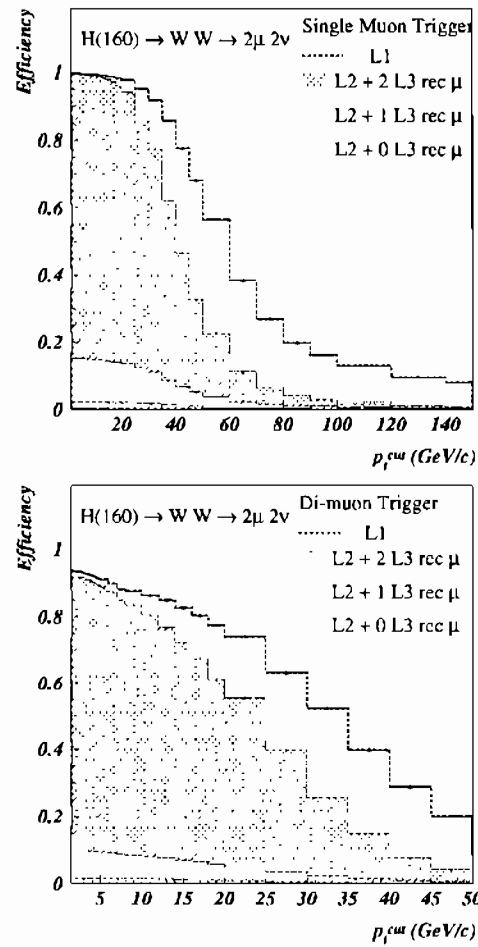 H(160) → W W → 2μ 2ν
Single Muon Trigger
L1
L2 + 2 L3 rec μ
L2 + 1 L3 rec μ
L2 + 0 L3 rec μ
Efficiency
1
0.8
0.6
0.4
0.2
0
20 40 60 80 100 120 140
p_t^cut (GeV/c)
H(160) → W W → 2μ 2ν
Di-muon Trigger
L1
L2 + 2 L3 rec μ
L2 + 1 L3 rec μ
L2 + 0 L3 rec μ
Efficiency
1
0.8
0.6
0.4
0.2
0
5 10 15 20 25 30 35 40 45 50
p_t^cut (GeV/c)